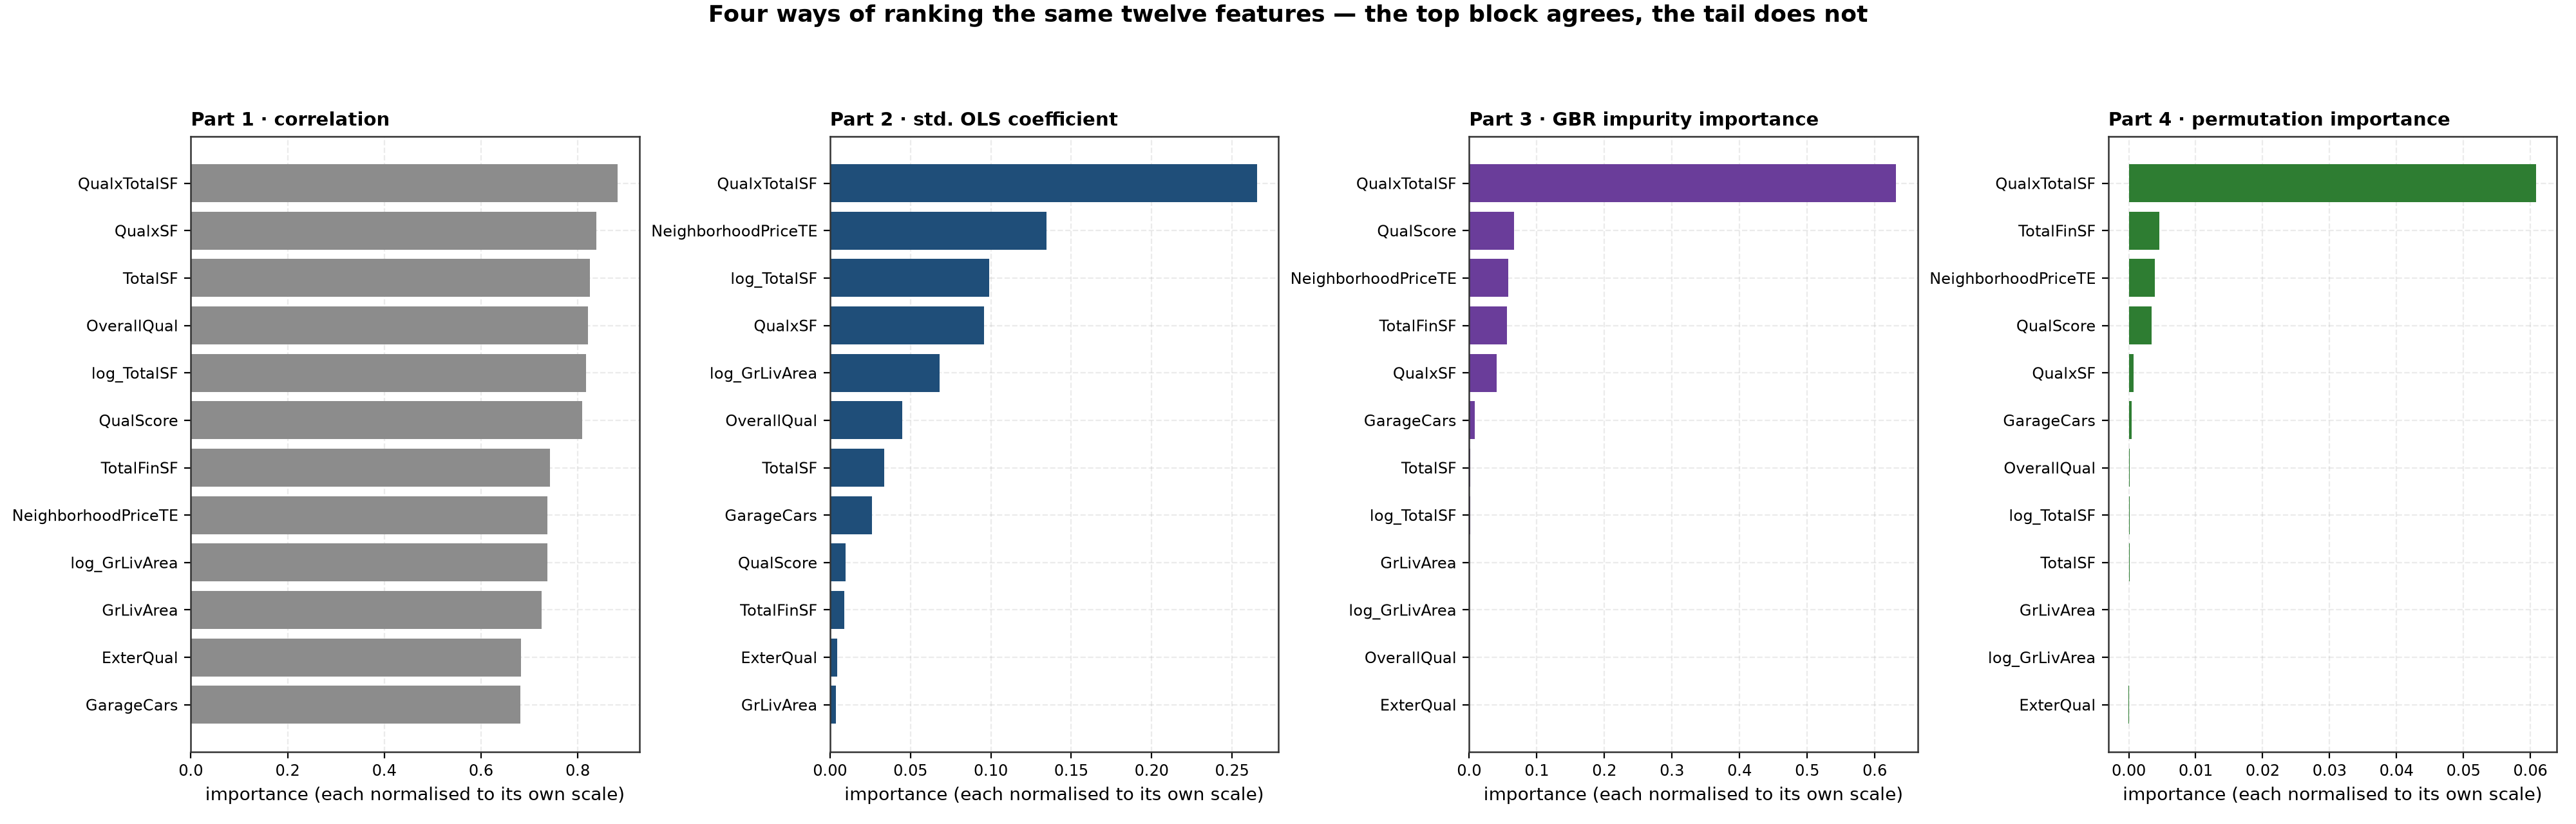 Four ways of ranking the same twelve features — the top block agrees, the tail does not
Part 1 · correlation
QualxTotalSF
QualxSF
TotalSF
OverallQual
log_TotalSF
QualScore
TotalFinSF
NeighborhoodPriceTE
log_GrLivArea
GrLivArea
ExterQual
GarageCars
0.0 0.2 0.4 0.6 0.8
importance (each normalised to its own scale)
Part 2 · std. OLS coefficient
QualxTotalSF
NeighborhoodPriceTE
log_TotalSF
QualxSF
log_GrLivArea
OverallQual
TotalSF
GarageCars
QualScore
TotalFinSF
ExterQual
GrLivArea
0.00 0.05 0.10 0.15 0.20 0.25
importance (each normalised to its own scale)
Part 3 · GBR impurity importance
QualxTotalSF
QualScore
NeighborhoodPriceTE
TotalFinSF
QualxSF
GarageCars
TotalSF
log_TotalSF
GrLivArea
log_GrLivArea
OverallQual
ExterQual
0.0 0.1 0.2 0.3 0.4 0.5 0.6
importance (each normalised to its own scale)
Part 4 · permutation importance
QualxTotalSF
TotalFinSF
NeighborhoodPriceTE
QualScore
QualxSF
GarageCars
OverallQual
log_TotalSF
TotalSF
GrLivArea
log_GrLivArea
ExterQual
0.00 0.01 0.02 0.03 0.04 0.05 0.06
importance (each normalised to its own scale)